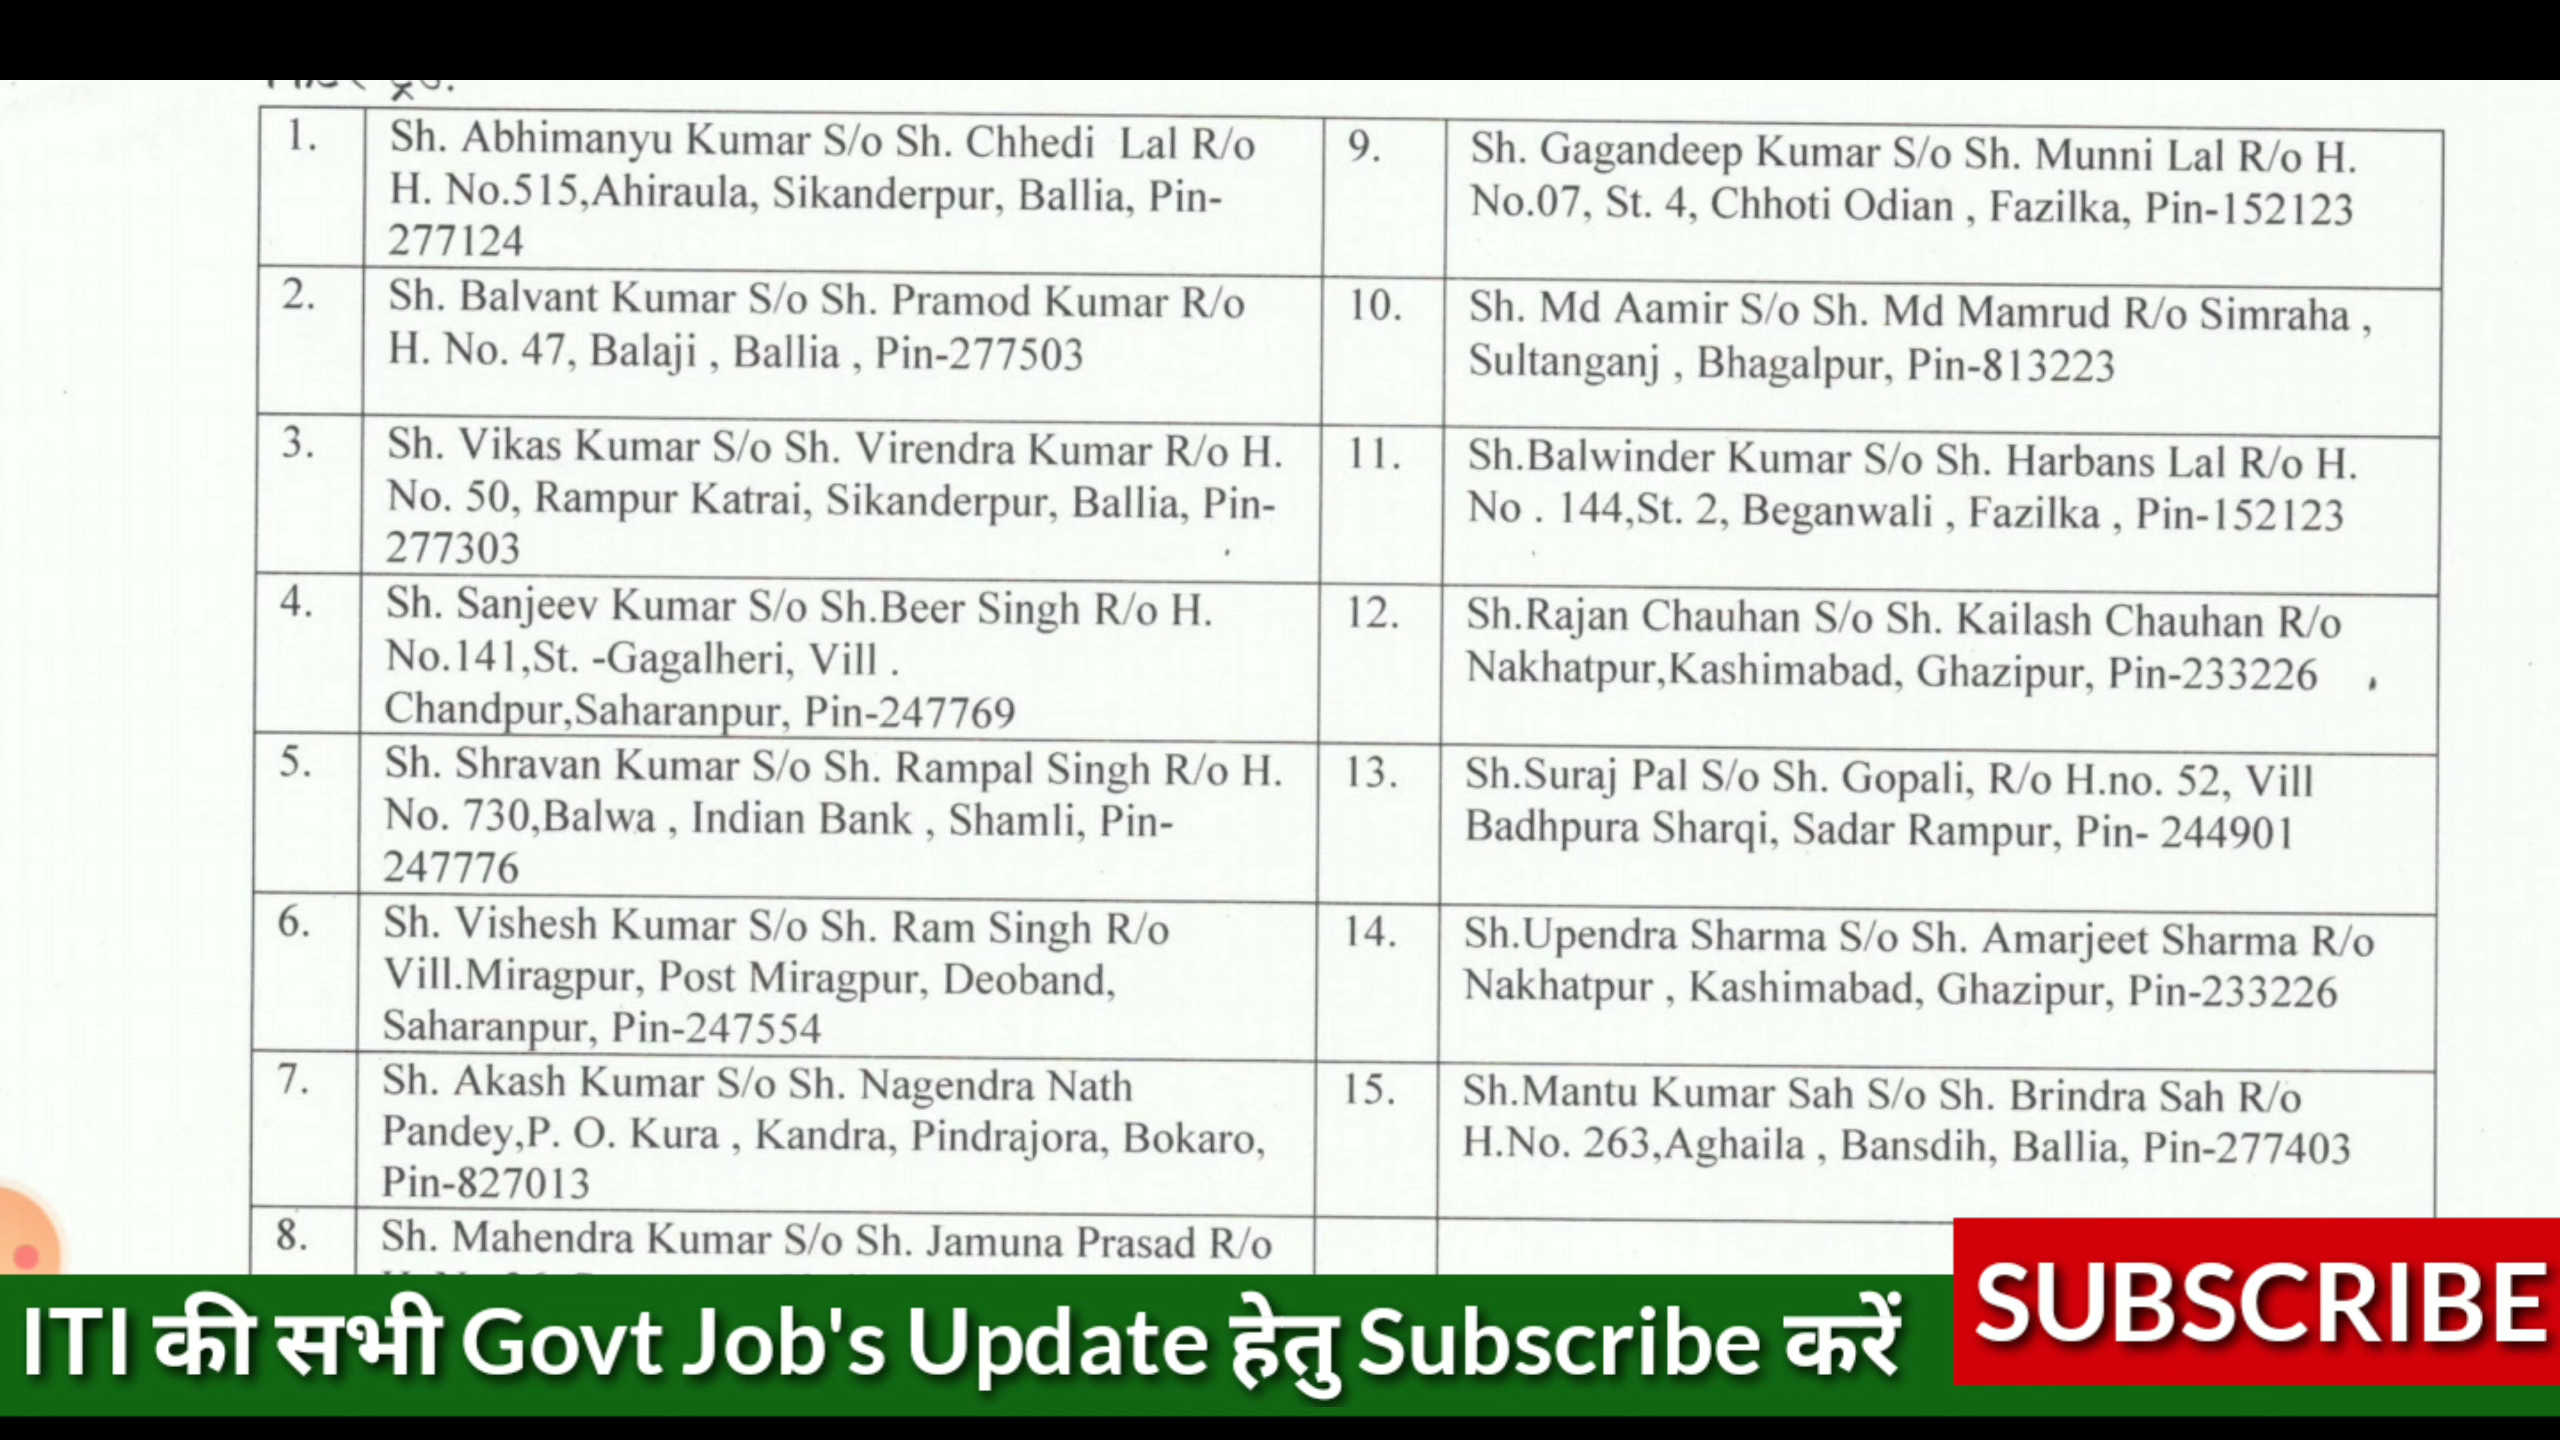 1.
Sh. Abhimanyu Kumar S/o Sh. Chhedi Lal R/o
H. No.515,Ahiraula, Sikanderpur, Ballia, Pin-
277124
2.
Sh. Balvant Kumar S/o Sh. Pramod Kumar R/o
H. No. 47, Balaji , Ballia , Pin-277503
3.
Sh. Vikas Kumar S/o Sh. Virendra Kumar R/o H.
No. 50, Rampur Katrai, Sikanderpur, Ballia, Pin-
277303
4.
Sh. Sanjeev Kumar S/o Sh.Beer Singh R/o H.
No.141,St. -Gagalheri, Vill .
Chandpur,Saharanpur, Pin-247769
5.
Sh. Shravan Kumar S/o Sh. Rampal Singh R/o H.
No. 730,Balwa , Indian Bank , Shamli, Pin-
247776
6.
Sh. Vishesh Kumar S/o Sh. Ram Singh R/o
Vill.Miragpur, Post Miragpur, Deoband,
Saharanpur, Pin-247554
7.
Sh. Akash Kumar S/o Sh. Nagendra Nath
Pandey,P. O. Kura , Kandra, Pindrajora, Bokaro,
Pin-827013
8.
Sh. Mahendra Kumar S/o Sh. Jamuna Prasad R/o
9.
Sh. Gagandeep Kumar S/o Sh. Munni Lal R/o H.
No.07, St. 4, Chhoti Odian , Fazilka, Pin-152123
10.
Sh. Md Aamir S/o Sh. Md Mamrud R/o Simraha ,
Sultanganj , Bhagalpur, Pin-813223
11.
Sh.Balwinder Kumar S/o Sh. Harbans Lal R/o H.
No . 144,St. 2, Beganwali , Fazilka , Pin-152123
12.
Sh.Rajan Chauhan S/o Sh. Kailash Chauhan R/o
Nakhatpur,Kashimabad, Ghazipur, Pin-233226
13.
Sh.Suraj Pal S/o Sh. Gopali, R/o H.no. 52, Vill
Badhpura Sharqi, Sadar Rampur, Pin- 244901
14.
Sh.Upendra Sharma S/o Sh. Amarjeet Sharma R/o
Nakhatpur , Kashimabad, Ghazipur, Pin-233226
15.
Sh.Mantu Kumar Sah S/o Sh. Brindra Sah R/o
H.No. 263,Aghaila , Bansdih, Ballia, Pin-277403
ITI की सभी Govt Job's Update हेतु Subscribe करें
SUBSCRIBE